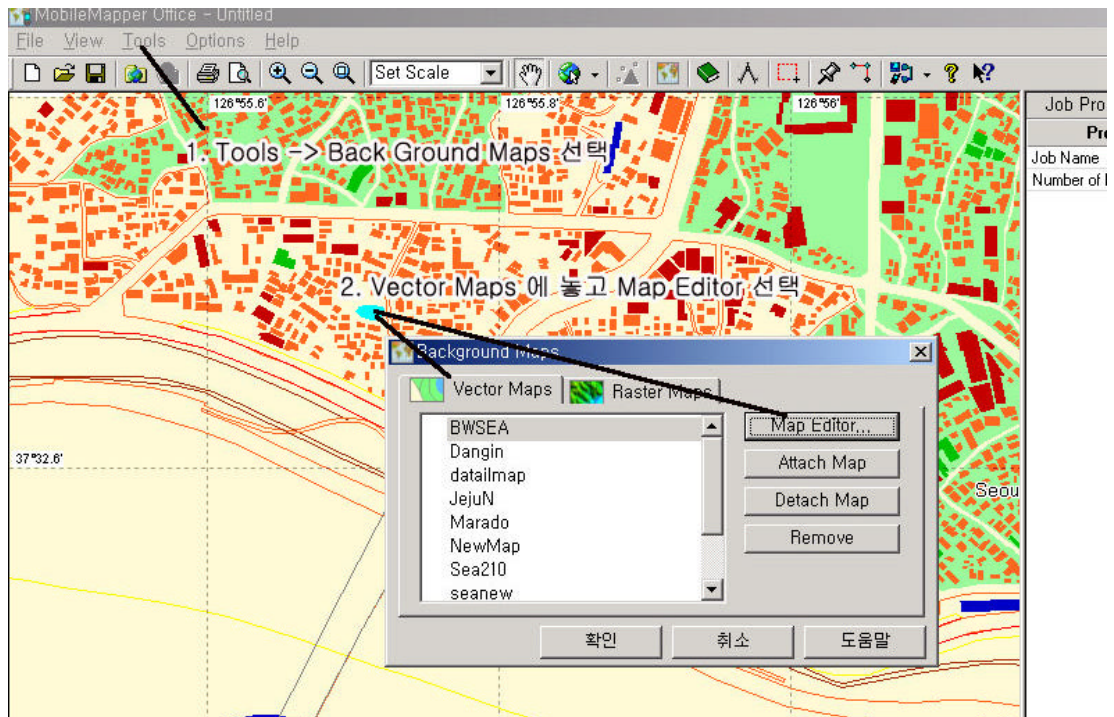 MobileMapper Office - Untitled
File View Tools Options Help
Set Scale
126°55.6' 126°55.8' 126°56'
Job Pro
Pro
Job Name
Number of
1. Tools -> Back Ground Maps 선택
2. Vector Maps 에 놓고 Map Editor 선택
Background Maps
Vector Maps Raster Maps
BWSEA
Dangin
datailmap
JejuN
Marado
NewMap
Sea210
seanew
Map Editor...
Attach Map
Detach Map
Remove
확인 취소 도움말
37°32.6'
Seou